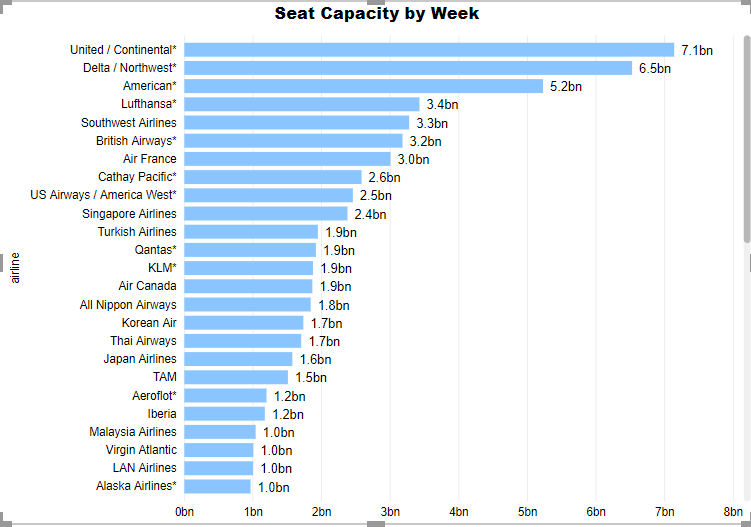 Seat Capacity by Week
airline
United / Continental* 7.1bn
Delta / Northwest* 6.5bn
American* 5.2bn
Lufthansa* 3.4bn
Southwest Airlines 3.3bn
British Airways* 3.2bn
Air France 3.0bn
Cathay Pacific* 2.6bn
US Airways / America West* 2.5bn
Singapore Airlines 2.4bn
Turkish Airlines 1.9bn
Qantas* 1.9bn
KLM* 1.9bn
Air Canada 1.9bn
All Nippon Airways 1.8bn
Korean Air 1.7bn
Thai Airways 1.7bn
Japan Airlines 1.6bn
TAM 1.5bn
Aeroflot* 1.2bn
Iberia 1.2bn
Malaysia Airlines 1.0bn
Virgin Atlantic 1.0bn
LAN Airlines 1.0bn
Alaska Airlines* 1.0bn
0bn 1bn 2bn 3bn 4bn 5bn 6bn 7bn 8bn